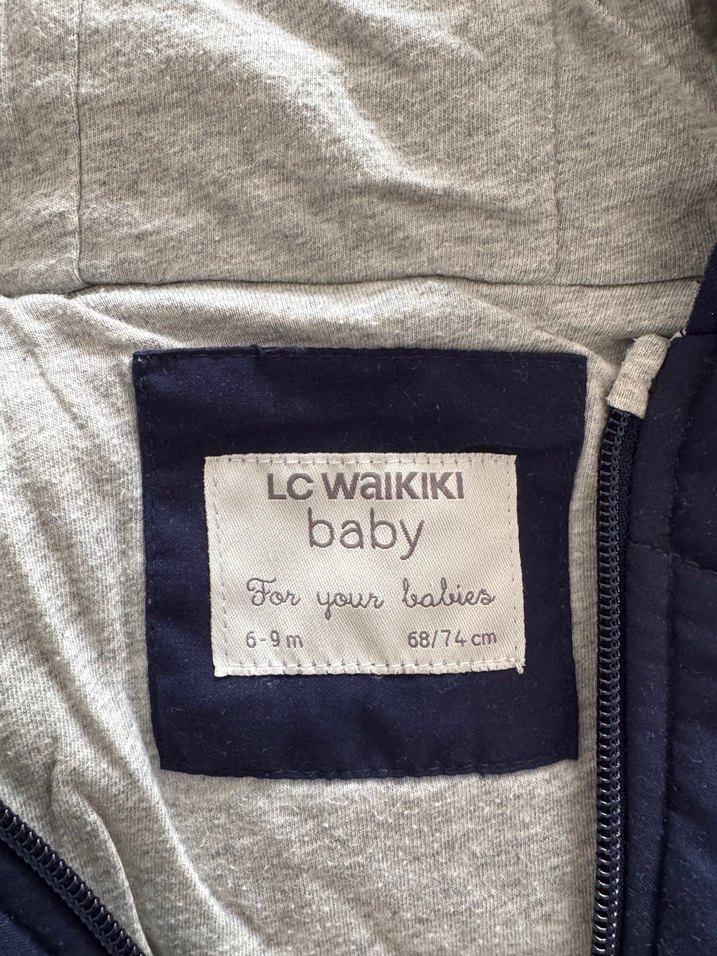 LC WAIKIKI
baby
For your babies
6-9 m 68/74 cm